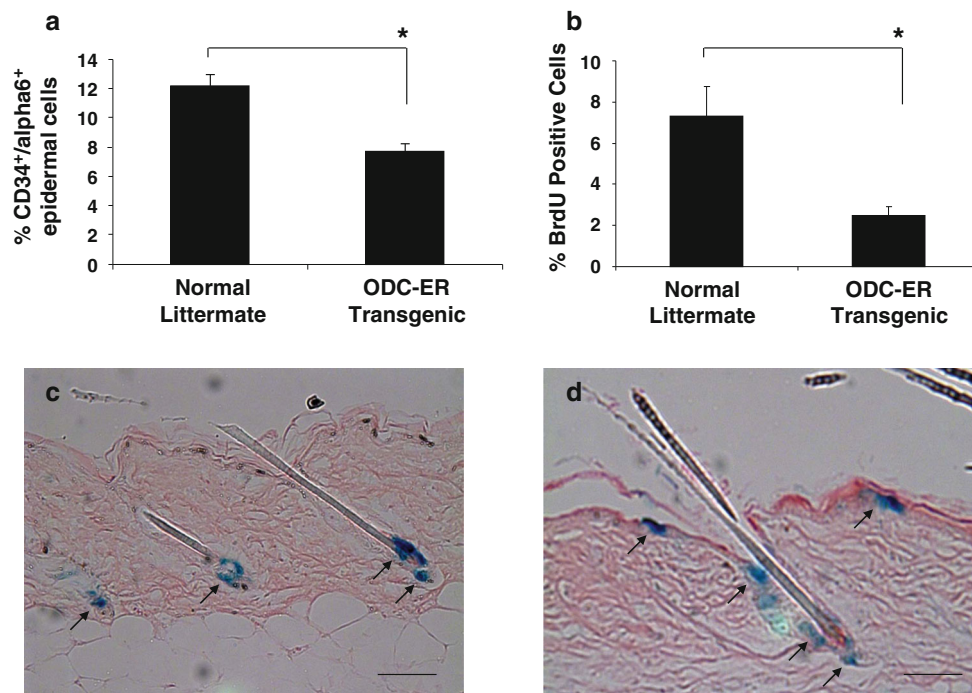 a
*
% CD34⁺/alpha6⁺
epidermal cells
14
12
10
8
6
4
2
0
Normal
Littermate
ODC-ER
Transgenic
b
*
% BrdU Positive Cells
10
8
6
4
2
0
Normal
Littermate
ODC-ER
Transgenic
c
d